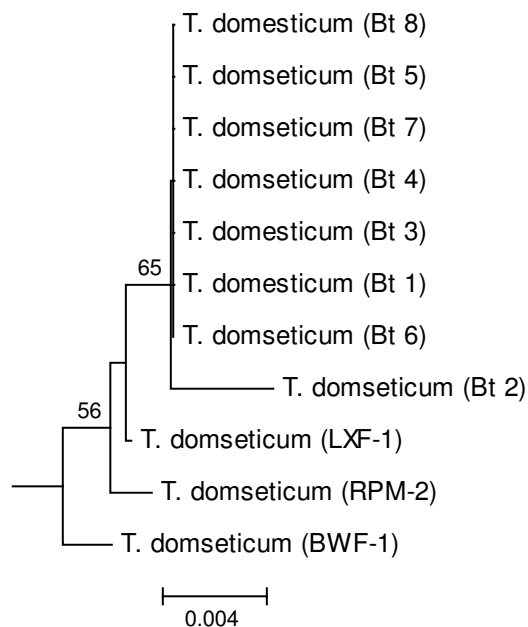 T. domesticum (Bt 8)
T. domseticum (Bt 5)
T. domseticum (Bt 7)
T. domseticum (Bt 4)
T. domseticum (Bt 3)
65
T. domesticum (Bt 1)
T. domseticum (Bt 6)
T. domseticum (Bt 2)
56
T. domseticum (LXF-1)
T. domseticum (RPM-2)
T. domseticum (BWF-1)
0.004